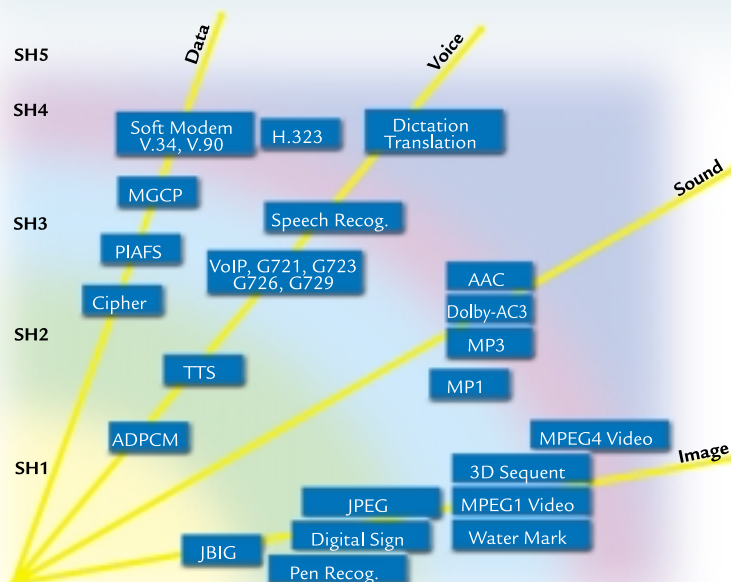 SH5
Data
Voice
SH4
Soft Modem
V.34, V.90
H.323
Dictation
Translation
MGCP
Sound
SH3
Speech Recog.
PIAFS
VoIP, G721, G723
G726, G729
AAC
Cipher
Dolby-AC3
SH2
MP3
TTS
MP1
ADPCM
MPEG4 Video
Image
SH1
3D Sequent
JPEG
MPEG1 Video
Digital Sign
Water Mark
JBIG
Pen Recog.